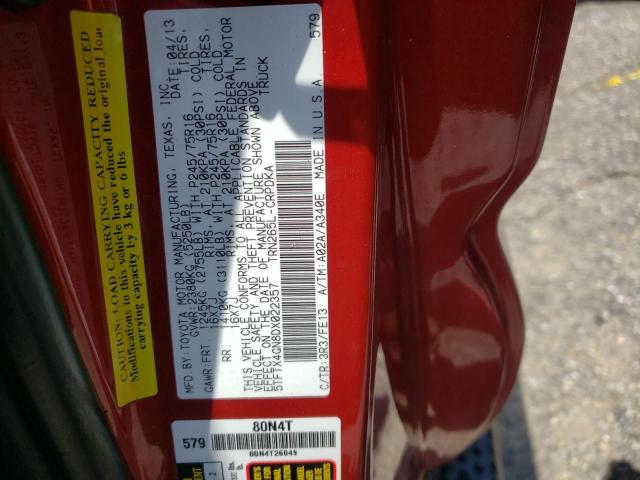 CAUTION: LOAD CARRYING CAPACITY REDUCED
Modifications to this vehicle have reduced the original load
carrying capacity by 3 kg or 6 lbs
MFD BY: TOYOTA MOTOR MANUFACTURING, TEXAS, INC. DATE: 04/13
GVWR 2380KG (5250LB)
GAWR:FRT. 1245KG (2755LB) WITH P245/75R16 TIRES,
16X7J RIMS, AT 210KPA (30PSI) COLD
RR. 1410KG (3110LB) WITH P245/75R16 TIRES,
16X7J RIMS, AT 210KPA (30PSI) COLD
THIS VEHICLE CONFORMS TO ALL APPLICABLE FEDERAL MOTOR
VEHICLE SAFETY AND THEFT PREVENTION STANDARDS IN
EFFECT ON THE DATE OF MANUFACTURE SHOWN ABOVE.
5TFTX4GN8DX022357 TRUCK
TRN265L-CRPDKA
C/TR:3R3/FE13 A/TM:A02A/A340E
MADE IN U.S.A. 579
579 80N4T
80N4T26049